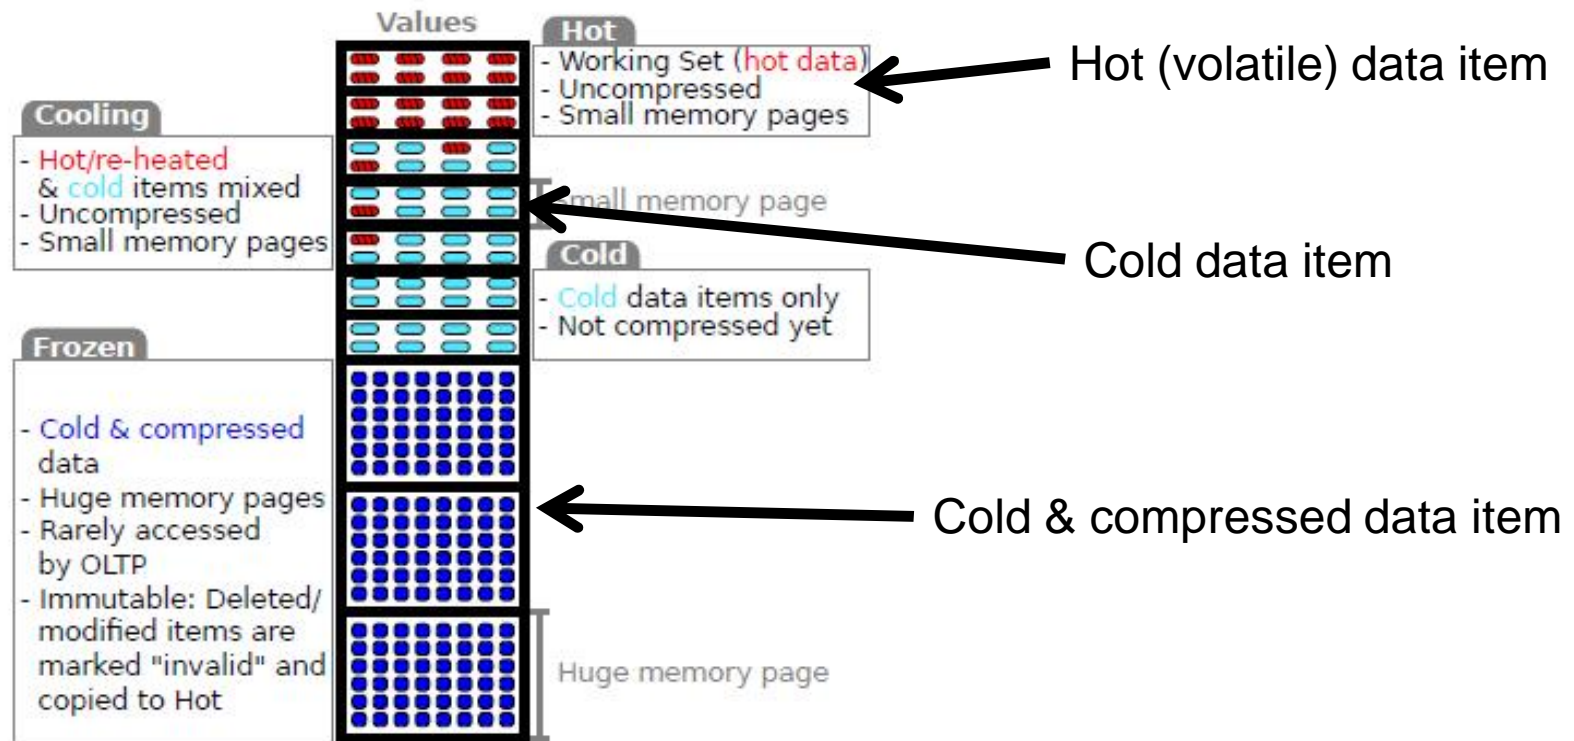 Values
Hot
- Working Set (hot data)
- Uncompressed
- Small memory pages
Hot (volatile) data item
Cooling
- Hot/re-heated
& cold items mixed
- Uncompressed
- Small memory pages
Small memory page
Cold data item
Cold
- Cold data items only
- Not compressed yet
Frozen
- Cold & compressed
data
- Huge memory pages
- Rarely accessed
by OLTP
- Immutable: Deleted/
modified items are
marked "invalid" and
copied to Hot
Cold & compressed data item
Huge memory page